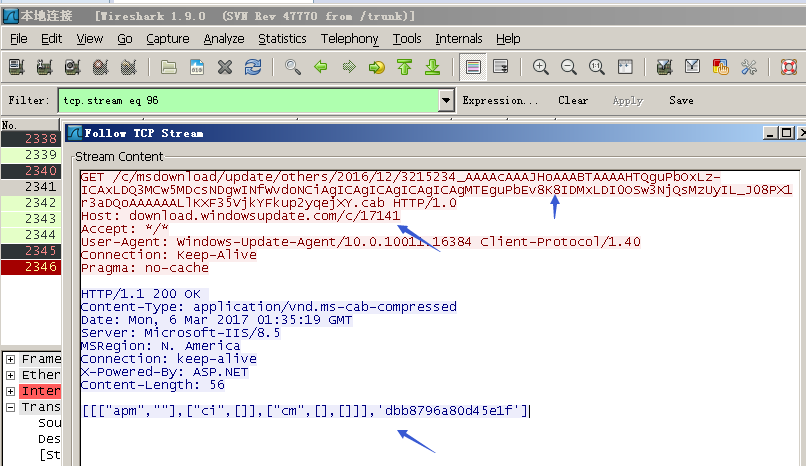 本地连接 [Wireshark 1.9.0 (SVN Rev 47770 from /trunk)]
File Edit View Go Capture Analyze Statistics Telephony Tools Internals Help
Filter: tcp.stream eq 96 Expression... Clear Apply Save
No.
2338
2339
2340
2341
2342
2343
2344
2345
2346
Follow TCP Stream
Stream Content
GET /c/msdownload/update/others/2016/12/3215234_AAAACAAAJHoAAABTAAAAHTQguPbOxLz-
ICAxLDQ3MCw5MDcsNDgwINfWvdoNCiAgICAgICAgICAgICAgMTEguPbEv8K8IDMxLDI0OSw3NjQsMzUyIL_J08PX1
r3aDQoAAAAAALlKXF35VjkYFkup2yqejXY.cab HTTP/1.0
Host: download.windowsupdate.com/c/17141
Accept: */*
User-Agent: Windows-Update-Agent/10.0.10011.16384 Client-Protocol/1.40
Connection: Keep-Alive
Pragma: no-cache
HTTP/1.1 200 OK
Content-Type: application/vnd.ms-cab-compressed
Date: Mon, 6 Mar 2017 01:35:19 GMT
Server: Microsoft-IIS/8.5
MSRegion: N. America
Connection: keep-alive
X-Powered-By: ASP.NET
Content-Length: 56
[[["apm",""],["ci",[]],["cm",[],[]]],'dbb8796a80d45e1f']
Frame
Ether
Inter
Trans
Sou
Des
[St